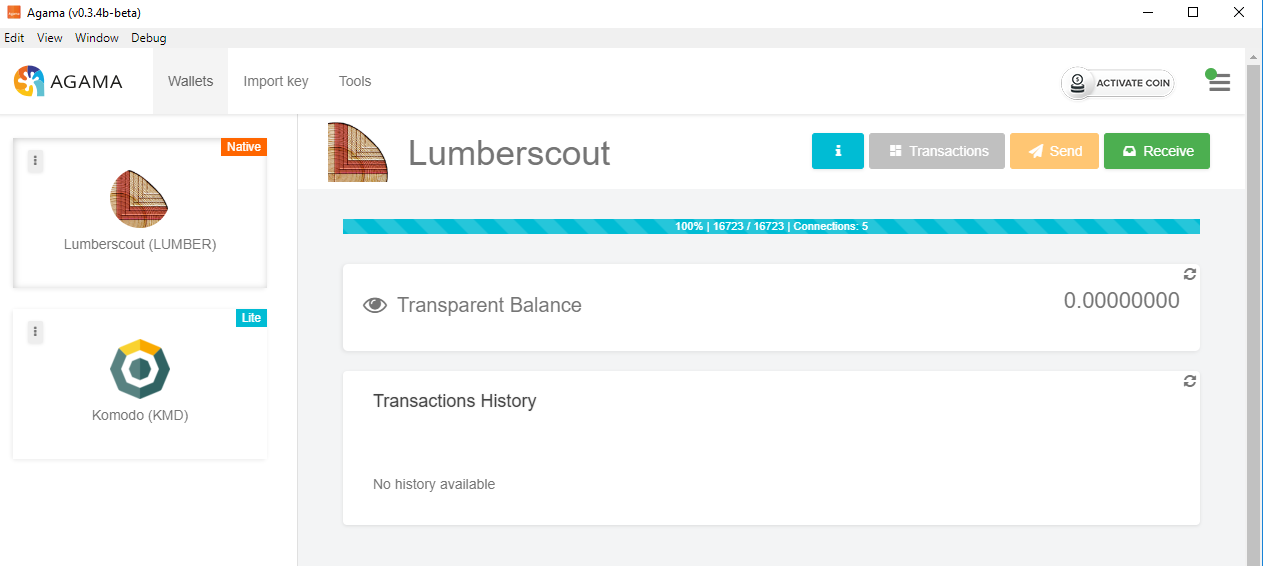 Agama (v0.3.4b-beta)
Edit View Window Debug
AGAMA Wallets Import key Tools ACTIVATE COIN
Native
Lumberscout (LUMBER)
Lite
Komodo (KMD)
Lumberscout
i Transactions Send Receive
100% | 16723 / 16723 | Connections: 5
Transparent Balance 0.00000000
Transactions History
No history available